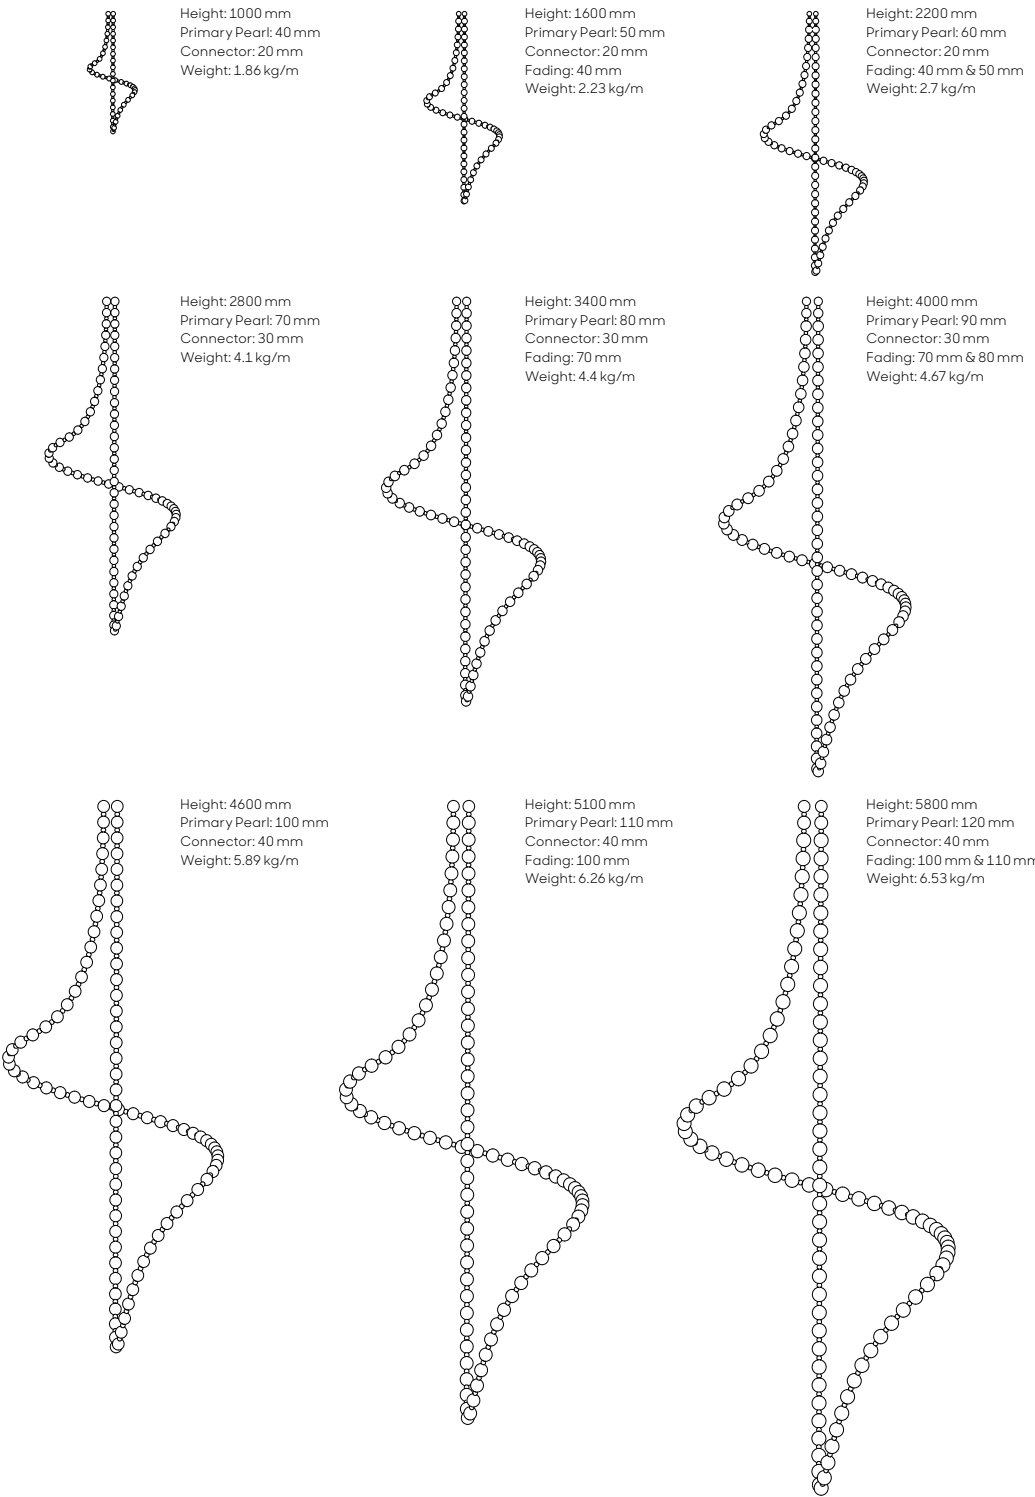 Height: 1000 mm
Primary Pearl: 40 mm
Connector: 20 mm
Weight: 1.86 kg/m
Height: 1600 mm
Primary Pearl: 50 mm
Connector: 20 mm
Fading: 40 mm
Weight: 2.23 kg/m
Height: 2200 mm
Primary Pearl: 60 mm
Connector: 20 mm
Fading: 40 mm & 50 mm
Weight: 2.7 kg/m
Height: 2800 mm
Primary Pearl: 70 mm
Connector: 30 mm
Weight: 4.1 kg/m
Height: 3400 mm
Primary Pearl: 80 mm
Connector: 30 mm
Fading: 70 mm
Weight: 4.4 kg/m
Height: 4000 mm
Primary Pearl: 90 mm
Connector: 30 mm
Fading: 70 mm & 80 mm
Weight: 4.67 kg/m
Height: 4600 mm
Primary Pearl: 100 mm
Connector: 40 mm
Weight: 5.89 kg/m
Height: 5100 mm
Primary Pearl: 110 mm
Connector: 40 mm
Fading: 100 mm
Weight: 6.26 kg/m
Height: 5800 mm
Primary Pearl: 120 mm
Connector: 40 mm
Fading: 100 mm & 110 mm
Weight: 6.53 kg/m